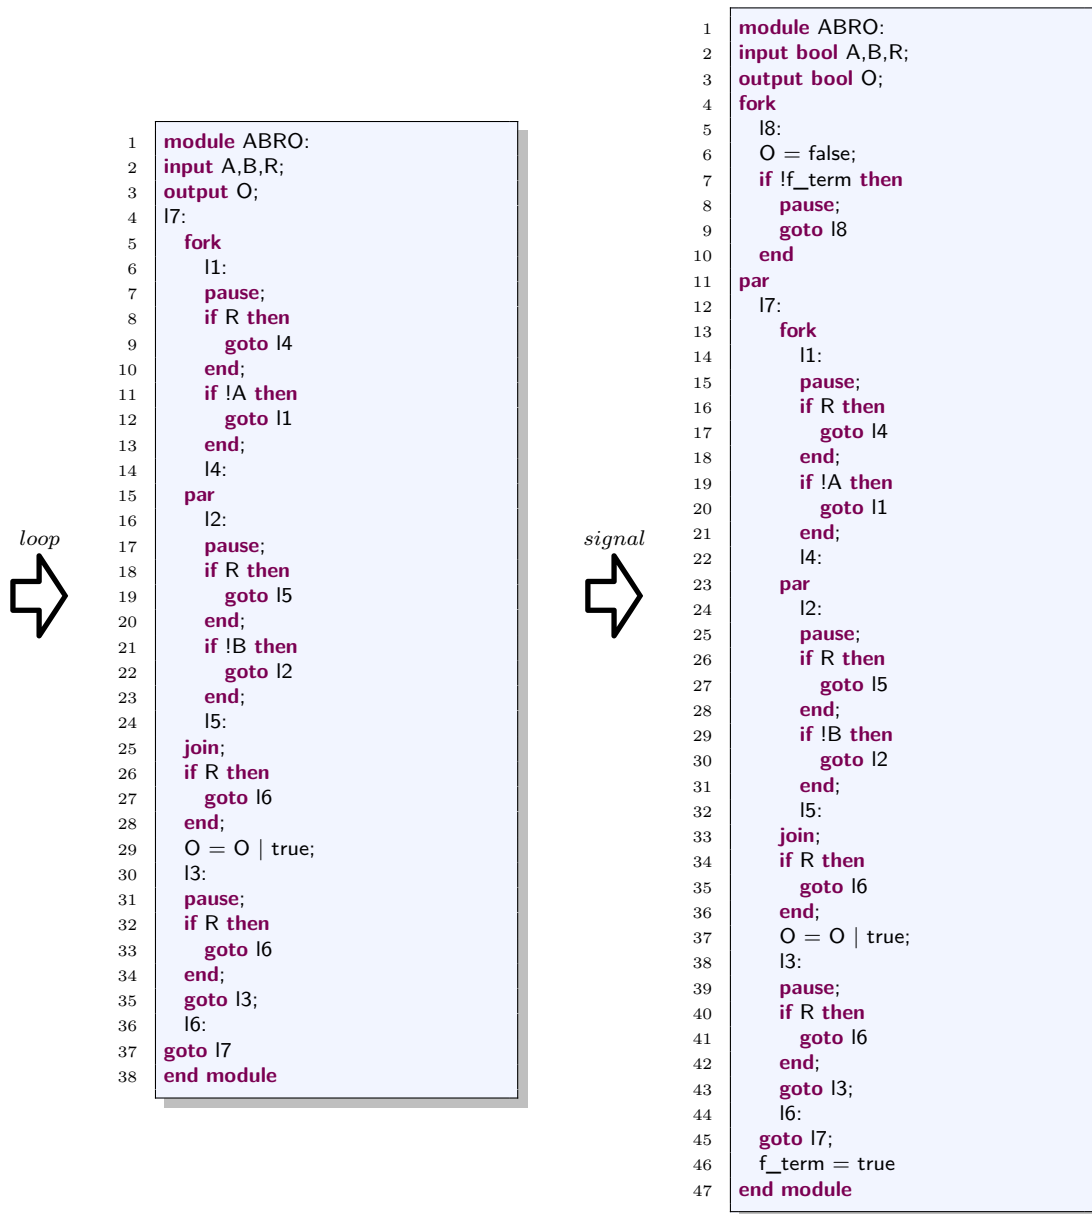 loop
1 module ABRO:
2 input A,B,R;
3 output O;
4 l7:
5 fork
6 l1:
7 pause;
8 if R then
9 goto l4
10 end;
11 if !A then
12 goto l1
13 end;
14 l4:
15 par
16 l2:
17 pause;
18 if R then
19 goto l5
20 end;
21 if !B then
22 goto l2
23 end;
24 l5:
25 join;
26 if R then
27 goto l6
28 end;
29 O = O | true;
30 l3:
31 pause;
32 if R then
33 goto l6
34 end;
35 goto l3;
36 l6:
37 goto l7
38 end module
signal
1 module ABRO:
2 input bool A,B,R;
3 output bool O;
4 fork
5 l8:
6 O = false;
7 if !f_term then
8 pause;
9 goto l8
10 end
11 par
12 l7:
13 fork
14 l1:
15 pause;
16 if R then
17 goto l4
18 end;
19 if !A then
20 goto l1
21 end;
22 l4:
23 par
24 l2:
25 pause;
26 if R then
27 goto l5
28 end;
29 if !B then
30 goto l2
31 end;
32 l5:
33 join;
34 if R then
35 goto l6
36 end;
37 O = O | true;
38 l3:
39 pause;
40 if R then
41 goto l6
42 end;
43 goto l3;
44 l6:
45 goto l7;
46 f_term = true
47 end module